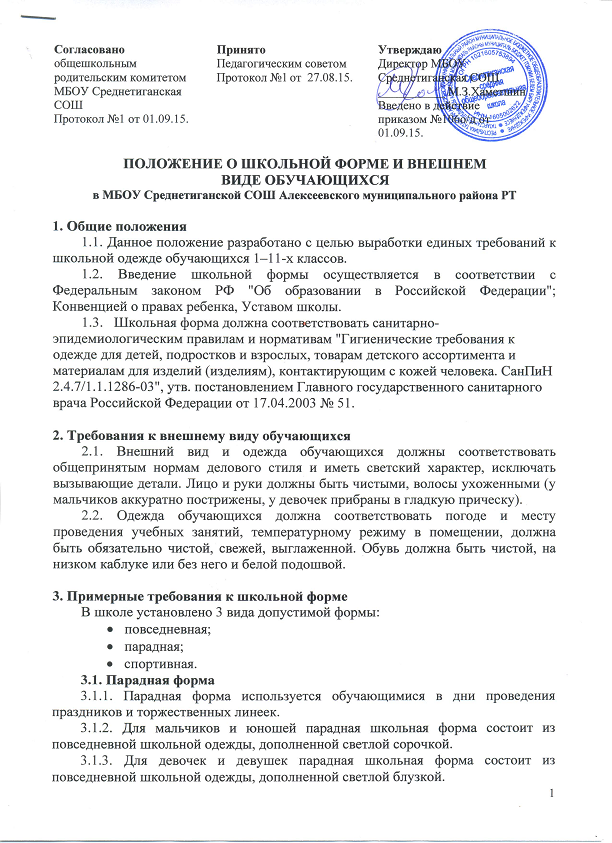 Согласовано
общешкольным
родительским комитетом
МБОУ Среднетиганская
СОШ
Протокол №1 от 01.09.15.
Принято
Педагогическим советом
Протокол №1 от 27.08.15.
Утверждаю
Директор МБОУ
Среднетиганская СОШ
М.З.Хамзнин
Введено в действие
приказом № о/д от
01.09.15.
ПОЛОЖЕНИЕ О ШКОЛЬНОЙ ФОРМЕ И ВНЕШНЕМ
ВИДЕ ОБУЧАЮЩИХСЯ
в МБОУ Среднетиганской СОШ Алексеевского муниципального района РТ
1. Общие положения
1.1. Данное положение разработано с целью выработки единых требований к
школьной одежде обучающихся 1–11-х классов.
1.2. Введение школьной формы осуществляется в соответствии с
Федеральным законом РФ "Об образовании в Российской Федерации";
Конвенцией о правах ребенка, Уставом школы.
1.3. Школьная форма должна соответствовать санитарно-
эпидемиологическим правилам и нормативам "Гигиенические требования к
одежде для детей, подростков и взрослых, товарам детского ассортимента и
материалам для изделий (изделиям), контактирующим с кожей человека. СанПиН
2.4.7/1.1.1286-03", утв. постановлением Главного государственного санитарного
врача Российской Федерации от 17.04.2003 № 51.
2. Требования к внешнему виду обучающихся
2.1. Внешний вид и одежда обучающихся должны соответствовать
общепринятым нормам делового стиля и иметь светский характер, исключать
вызывающие детали. Лицо и руки должны быть чистыми, волосы ухоженными (у
мальчиков аккуратно пострижены, у девочек прибраны в гладкую прическу).
2.2. Одежда обучающихся должна соответствовать погоде и месту
проведения учебных занятий, температурному режиму в помещении, должна
быть обязательно чистой, свежей, выглаженной. Обувь должна быть чистой, на
низком каблуке или без него и белой подошвой.
3. Примерные требования к школьной форме
В школе установлено 3 вида допустимой формы:
• повседневная;
• парадная;
• спортивная.
3.1. Парадная форма
3.1.1. Парадная форма используется обучающимися в дни проведения
праздников и торжественных линеек.
3.1.2. Для мальчиков и юношей парадная школьная форма состоит из
повседневной школьной одежды, дополненной светлой сорочкой.
3.1.3. Для девочек и девушек парадная школьная форма состоит из
повседневной школьной одежды, дополненной светлой блузкой.
1